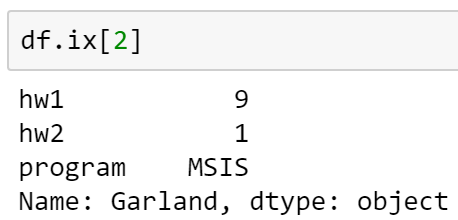 df.ix[2]
hw1 9
hw2 1
program MSIS
Name: Garland, dtype: object